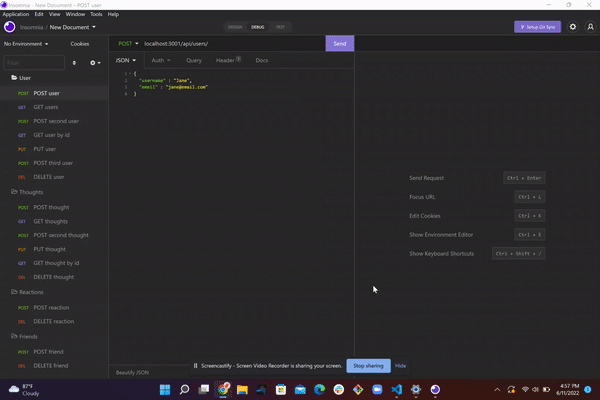 Insomnia - New Document - POST user
Application Edit View Window Tools Help
Insomnia / New Document
DESIGN DEBUG TEST
Setup Git Sync
No Environment Cookies
POST localhost:3001/api/users/ Send
Filter
JSON Auth Query Header 1 Docs
User
POST POST user
GET GET users
POST POST second user
GET GET user by id
PUT PUT user
POST POST third user
DEL DELETE user
Thoughts
POST POST thought
GET GET thoughts
POST POST second thought
PUT PUT thought
GET GET thought by id
DEL DELETE thought
Reactions
POST POST reaction
DEL DELETE reaction
Friends
POST POST friend
DEL DELETE friend
1 {
2 "username" : "Jane",
3 "email" : "jane@email.com"
4 }
Send Request Ctrl + Enter
Focus URL Ctrl + L
Edit Cookies Ctrl + K
Show Environment Editor Ctrl + E
Show Keyboard Shortcuts Ctrl + Shift + /
Beautify JSON
Screencastify - Screen Video Recorder is sharing your screen. Stop sharing Hide
87°F
Cloudy
4:57 PM
6/11/2022